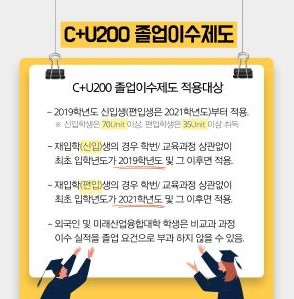 C+U200 졸업이수제도
C+U200 졸업이수제도 적용대상
- 2019학년도 신입생(편입생은 2021학년도)부터 적용.
※ 신입학생은 70Unit 이상, 편입학생은 35Unit 이상 취득
- 재입학(신입)생의 경우 학번/ 교육과정 상관없이
최초 입학년도가 2019학년도 및 그 이후면 적용.
- 재입학(편입)생의 경우 학번/ 교육과정 상관없이
최초 입학년도가 2021학년도 및 그 이후면 적용.
- 외국인 및 미래산업융합대학 학생은 비교과 과정
이수 실적을 졸업 요건으로 부과 하지 않을 수 있음.